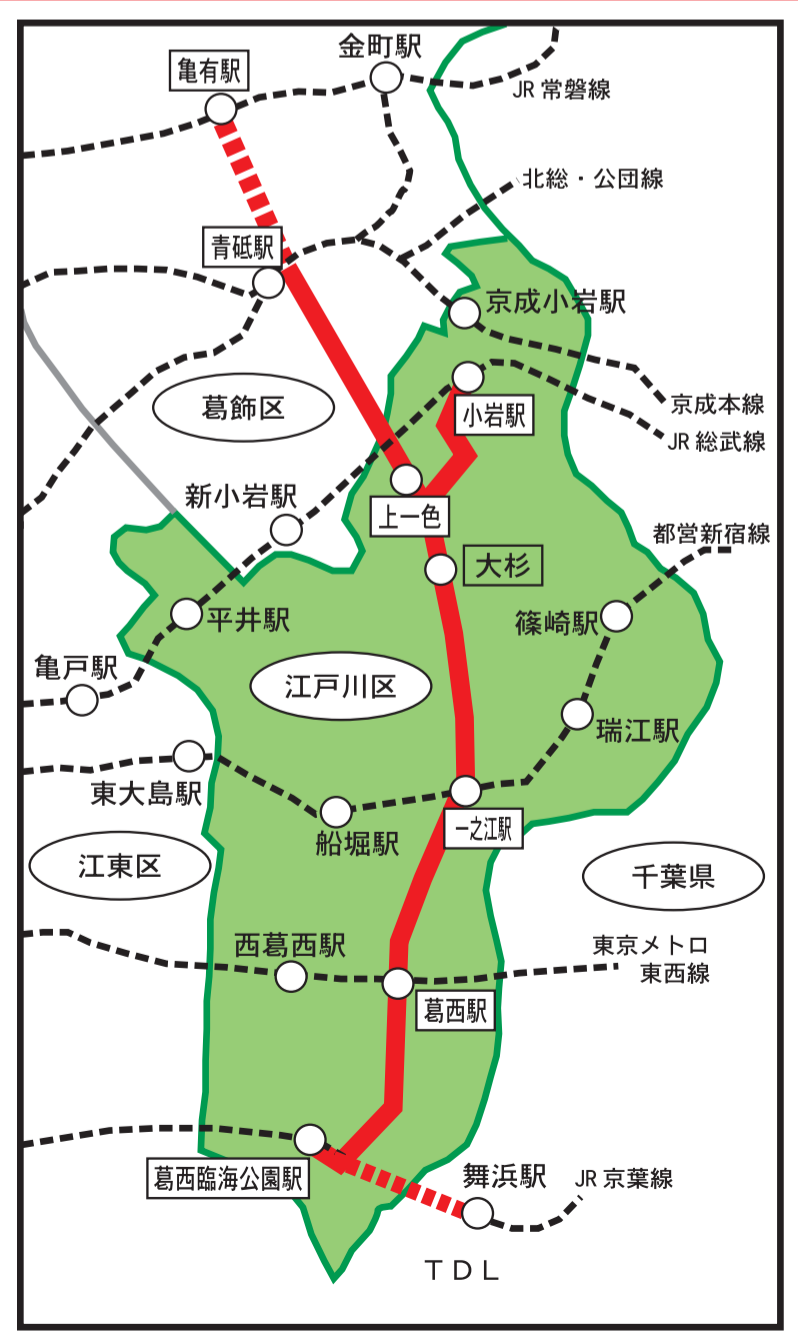 金町駅
亀有駅
JR 常磐線
北総・公団線
青砥駅
京成小岩駅
葛飾区
小岩駅
京成本線
JR 総武線
新小岩駅
上一色
都営新宿線
大杉
平井駅
篠崎駅
亀戸駅
江戸川区
瑞江駅
東大島駅
一之江駅
船堀駅
江東区
千葉県
西葛西駅
東京メトロ
東西線
葛西駅
葛西臨海公園駅
舞浜駅
JR 京葉線
TDL